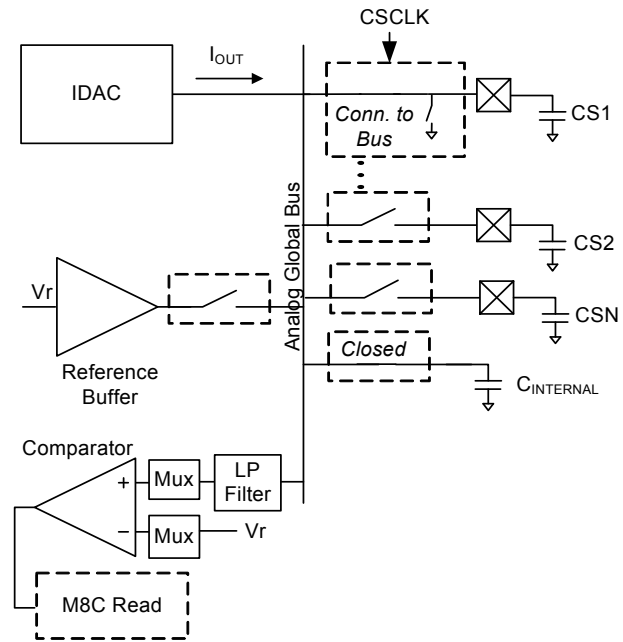 CSCLK
IDAC
IOUT
Conn. to
Bus
CS1
Analog Global Bus
CS2
Vr
Reference
Buffer
CSN
Closed
CINTERNAL
Comparator
+
Mux
LP
Filter
−
Mux
Vr
M8C Read